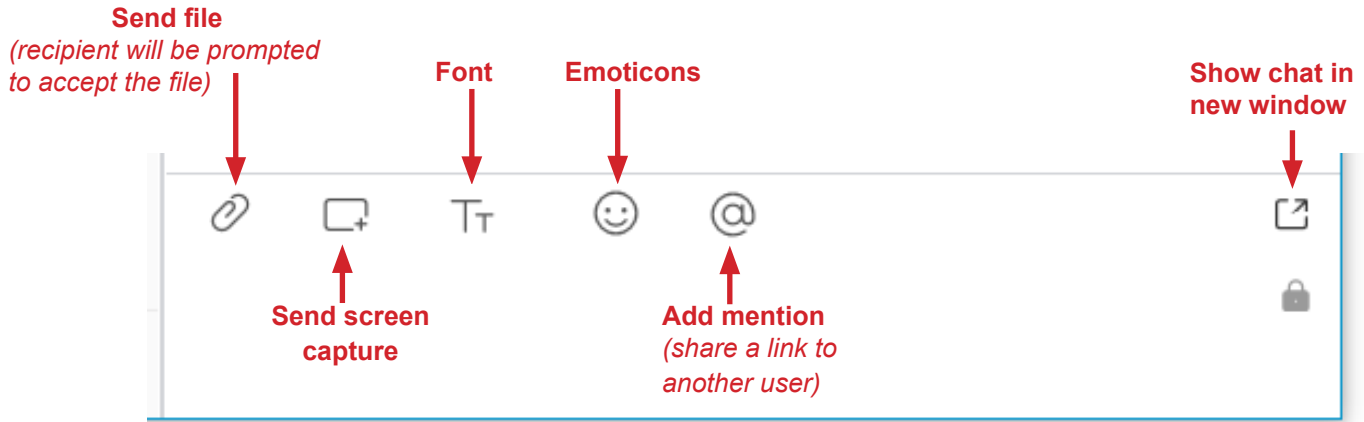 Send file
(recipient will be prompted
to accept the file)
Font
Emoticons
Show chat in
new window
TT
@
Send screen
capture
Add mention
(share a link to
another user)